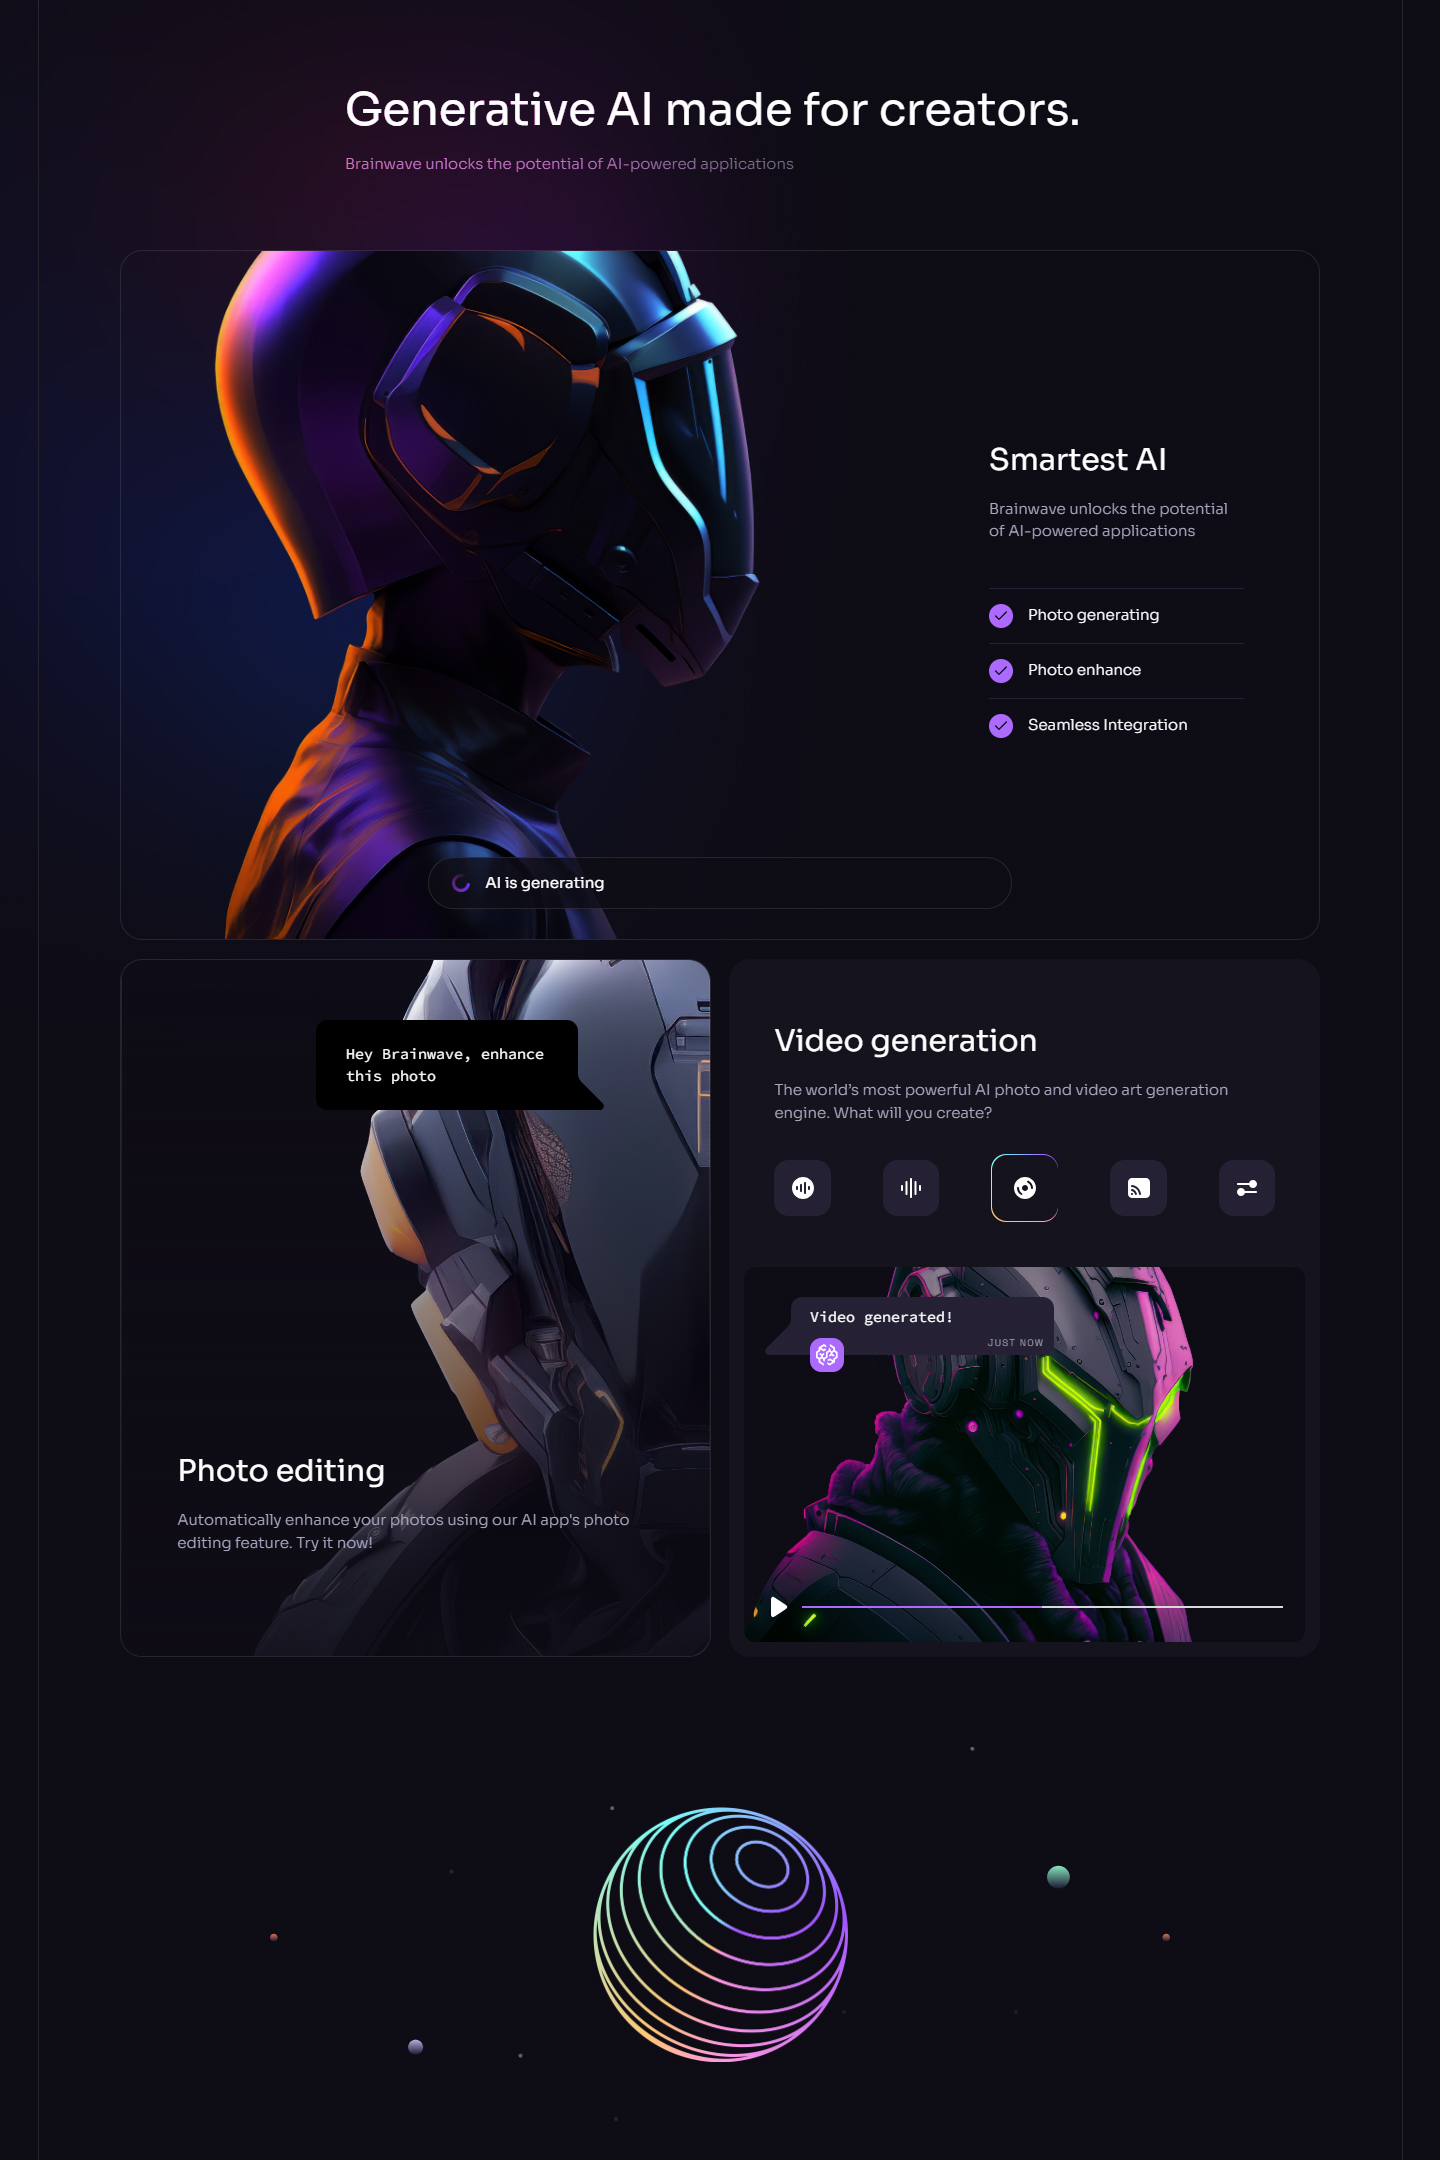 Generative AI made for creators.
Brainwave unlocks the potential of AI-powered applications
Smartest AI
Brainwave unlocks the potential
of AI-powered applications
Photo generating
Photo enhance
Seamless Integration
AI is generating
Hey Brainwave, enhance
this photo
Photo editing
Automatically enhance your photos using our AI app's photo
editing feature. Try it now!
Video generation
The world’s most powerful AI photo and video art generation
engine. What will you create?
Video generated!
JUST NOW